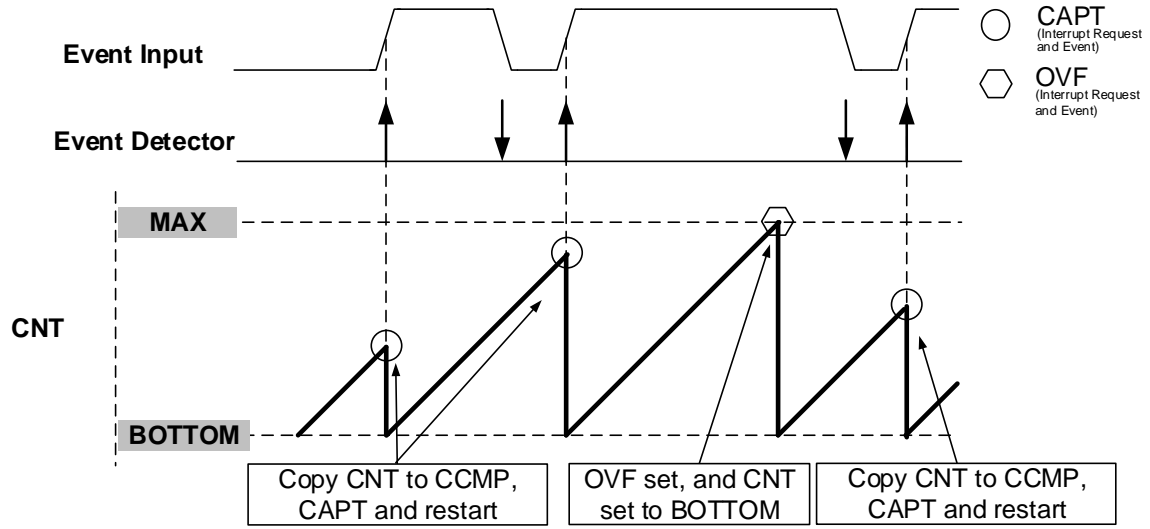 CAPT
(Interrupt Request
and Event)
Event Input
OVF
(Interrupt Request
and Event)
Event Detector
MAX
CNT
BOTTOM
Copy CNT to CCMP,
CAPT and restart
OVF set, and CNT
set to BOTTOM
Copy CNT to CCMP,
CAPT and restart